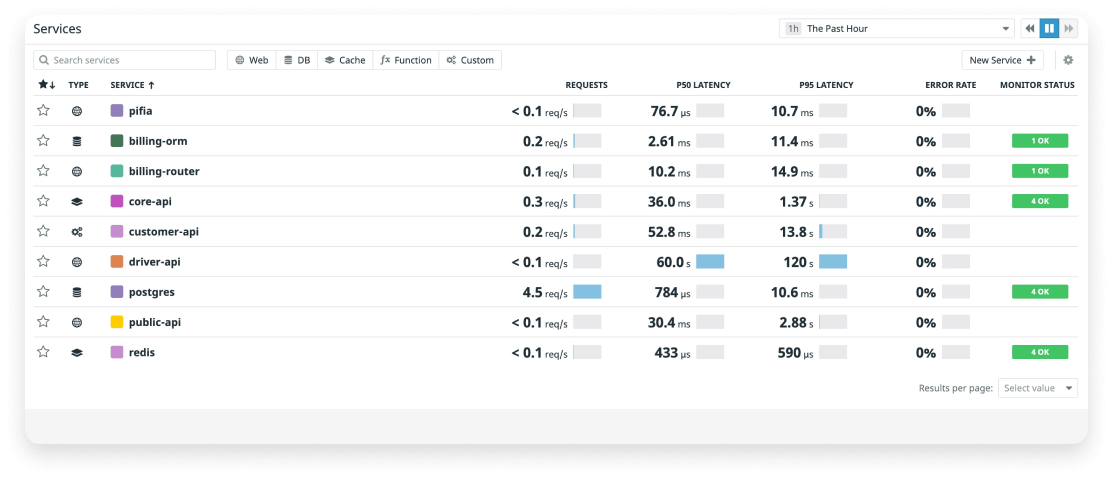 Services
1h The Past Hour
Search services
Web DB Cache ƒx Function Custom
New Service +
TYPE SERVICE ↑ REQUESTS P50 LATENCY P95 LATENCY ERROR RATE MONITOR STATUS
pifia < 0.1 req/s 76.7 µs 10.7 ms 0%
billing-orm 0.2 req/s 2.61 ms 11.4 ms 0% 1 OK
billing-router 0.1 req/s 10.2 ms 14.9 ms 0% 1 OK
core-api 0.3 req/s 36.0 ms 1.37 s 0% 4 OK
customer-api 0.2 req/s 52.8 ms 13.8 s 0%
driver-api < 0.1 req/s 60.0 s 120 s 0%
postgres 4.5 req/s 784 µs 10.6 ms 0% 4 OK
public-api < 0.1 req/s 30.4 ms 2.88 s 0%
redis < 0.1 req/s 433 µs 590 µs 0% 4 OK
Results per page: Select value